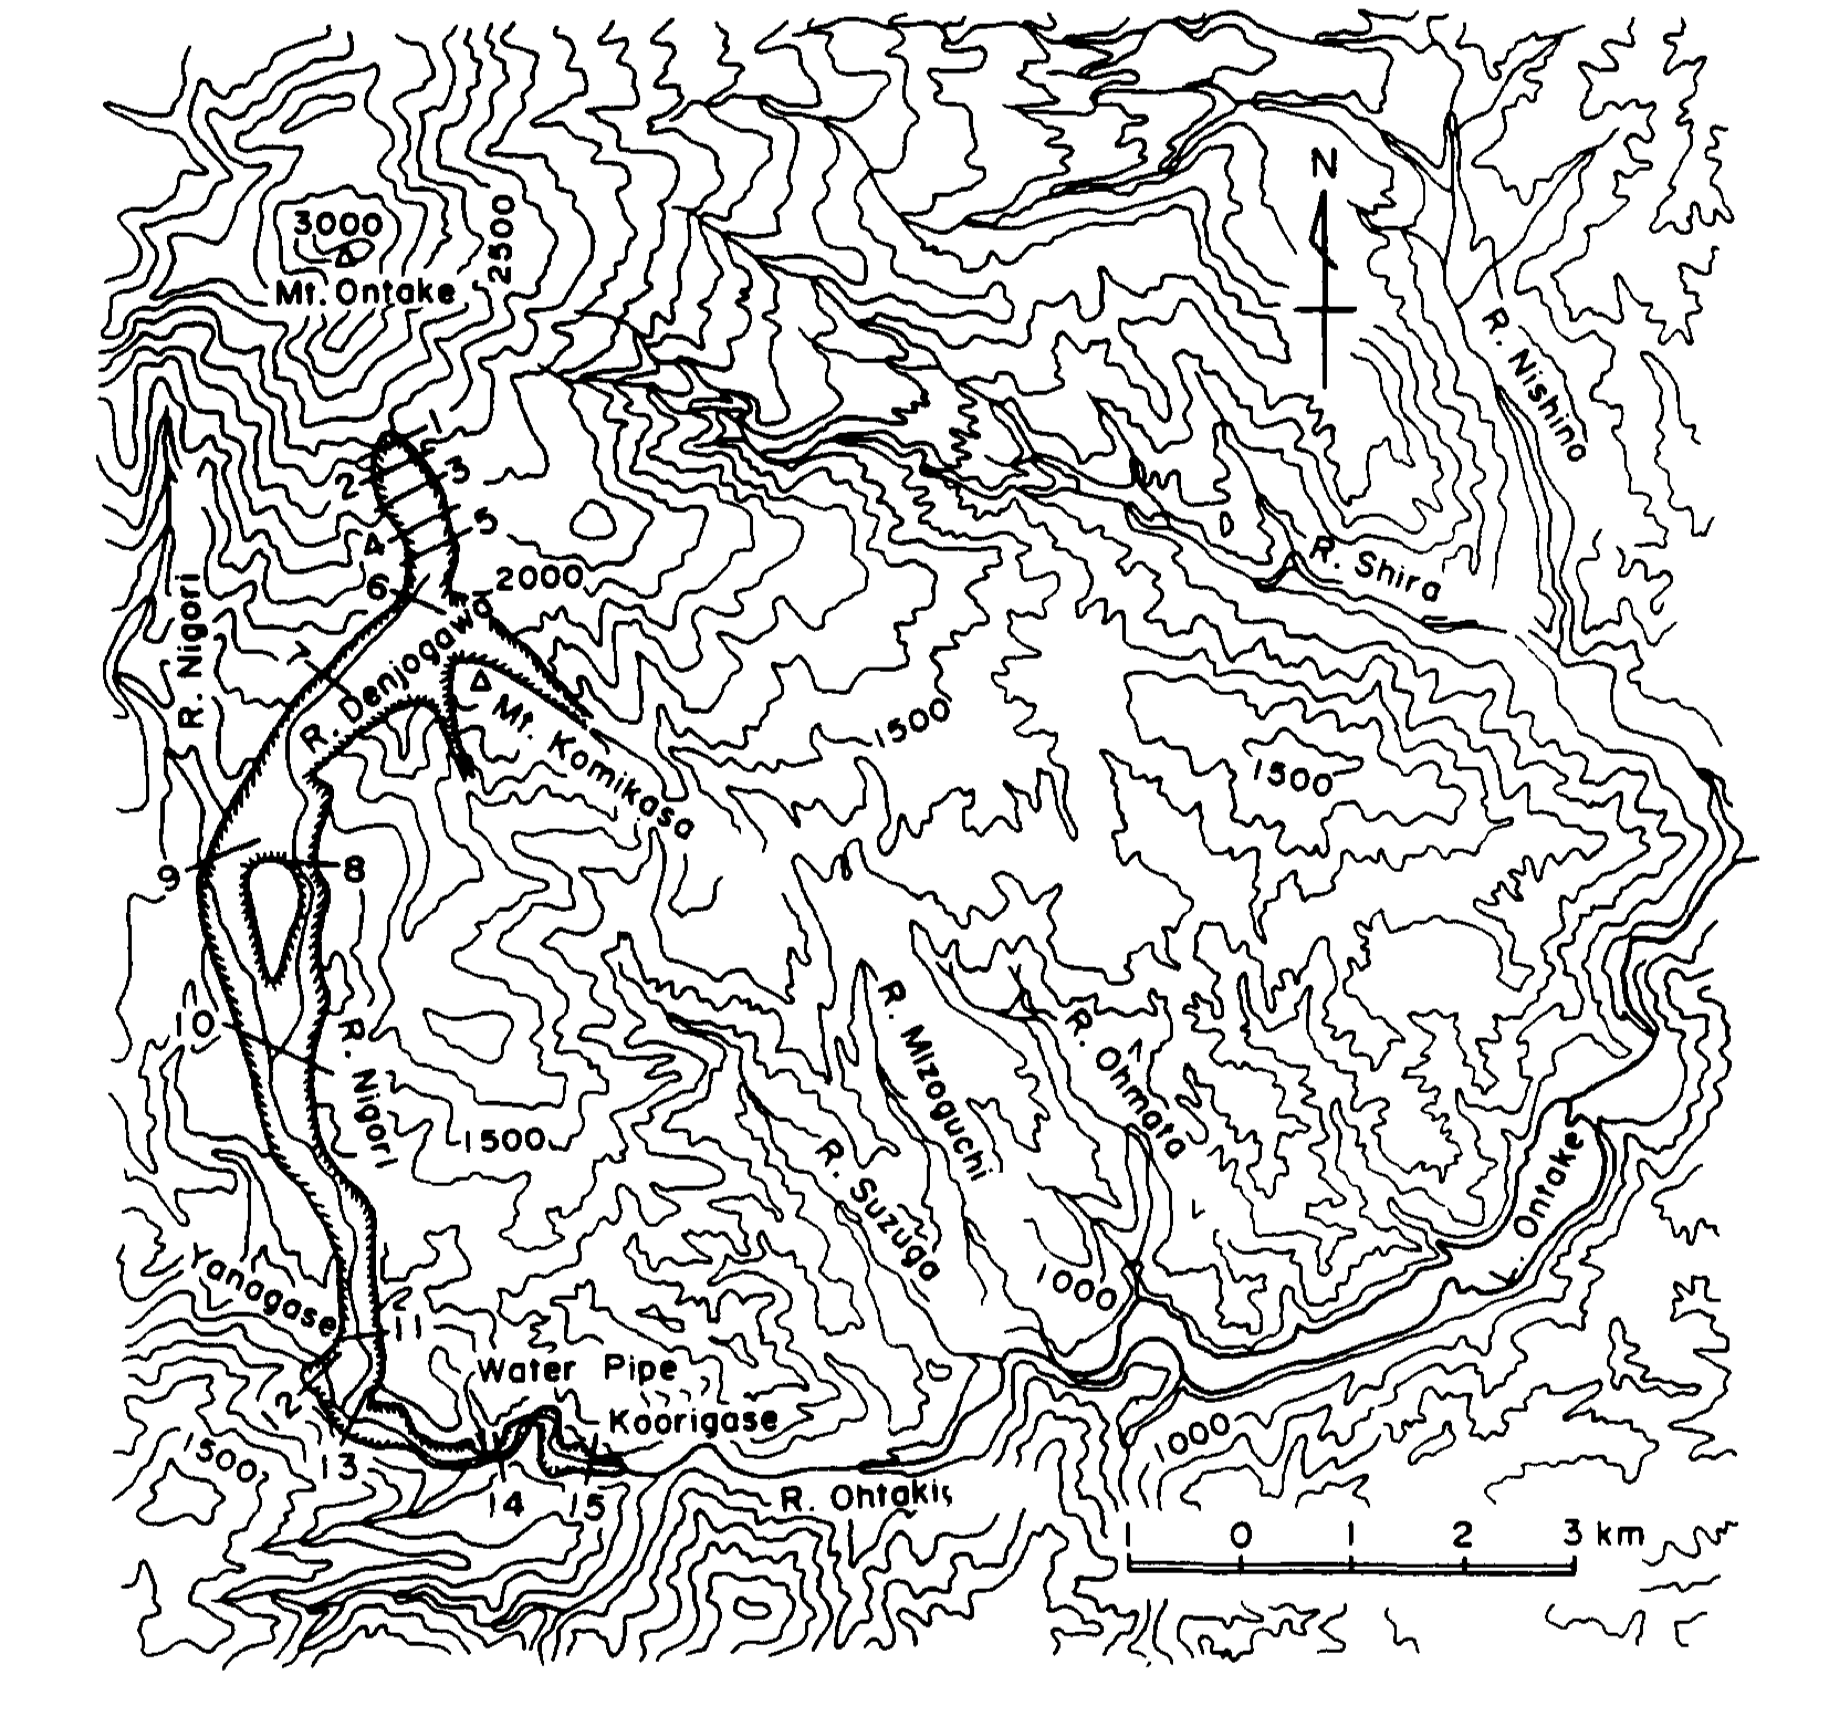 N
3000
Mt. Ontake
2500
R. Nishino
1
2
3
4
5
6
2000
R. Shira
R. Nigori
7
R. Denjogawa
Mt. Komikasa
1500
1500
9
8
10
R. Nigori
R. Mizoguchi
R. Ohmata
1500
R. Suzuga
L. Ontake
Yanagase
1000
11
Water Pipe
12
Koorigase
1000
1500
13
14
15
R. Ohtaki
1 0 1 2 3 km